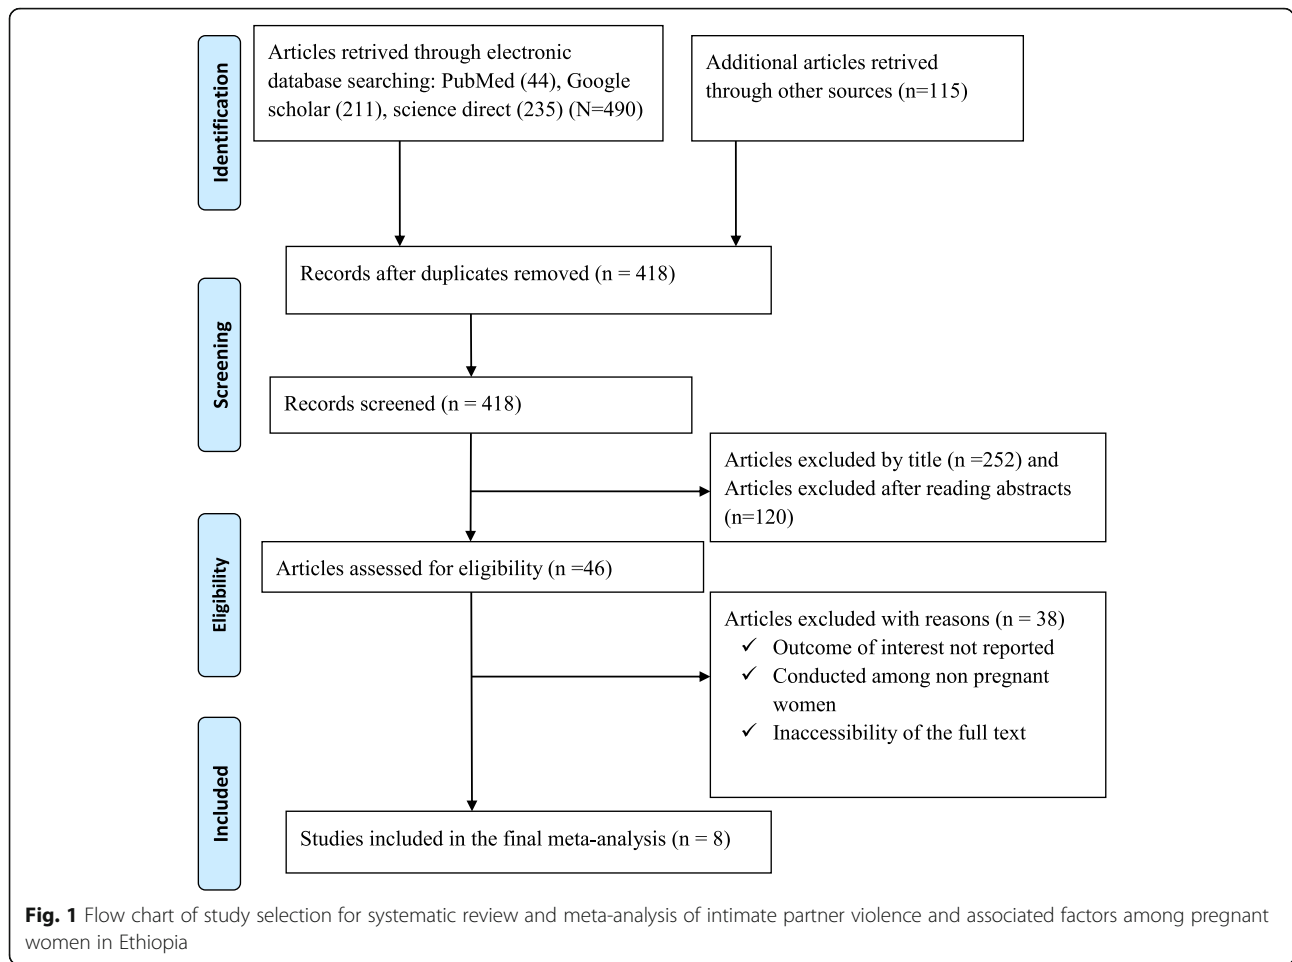 Identification
Articles retrived through electronic
database searching: PubMed (44), Google
scholar (211), science direct (235) (N=490)
Additional articles retrived
through other sources (n=115)
Screening
Records after duplicates removed (n = 418)
Records screened (n = 418)
Articles excluded by title (n =252) and
Articles excluded after reading abstracts
(n=120)
Eligibility
Articles assessed for eligibility (n =46)
Articles excluded with reasons (n = 38)
✓ Outcome of interest not reported
✓ Conducted among non pregnant
women
✓ Inaccessibility of the full text
Included
Studies included in the final meta-analysis (n = 8)
Fig. 1 Flow chart of study selection for systematic review and meta-analysis of intimate partner violence and associated factors among pregnant
women in Ethiopia